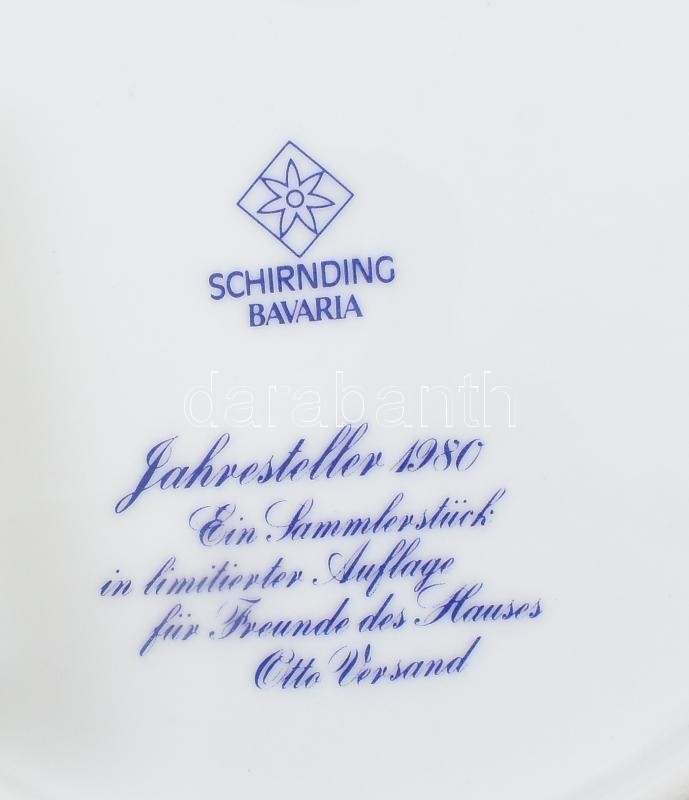 SCHIRNDING
BAVARIA
darabanth
Jahresteller 1980
Ein Sammlerstück
in limitierter Auflage
für Freunde des Hauses
Otto Versand